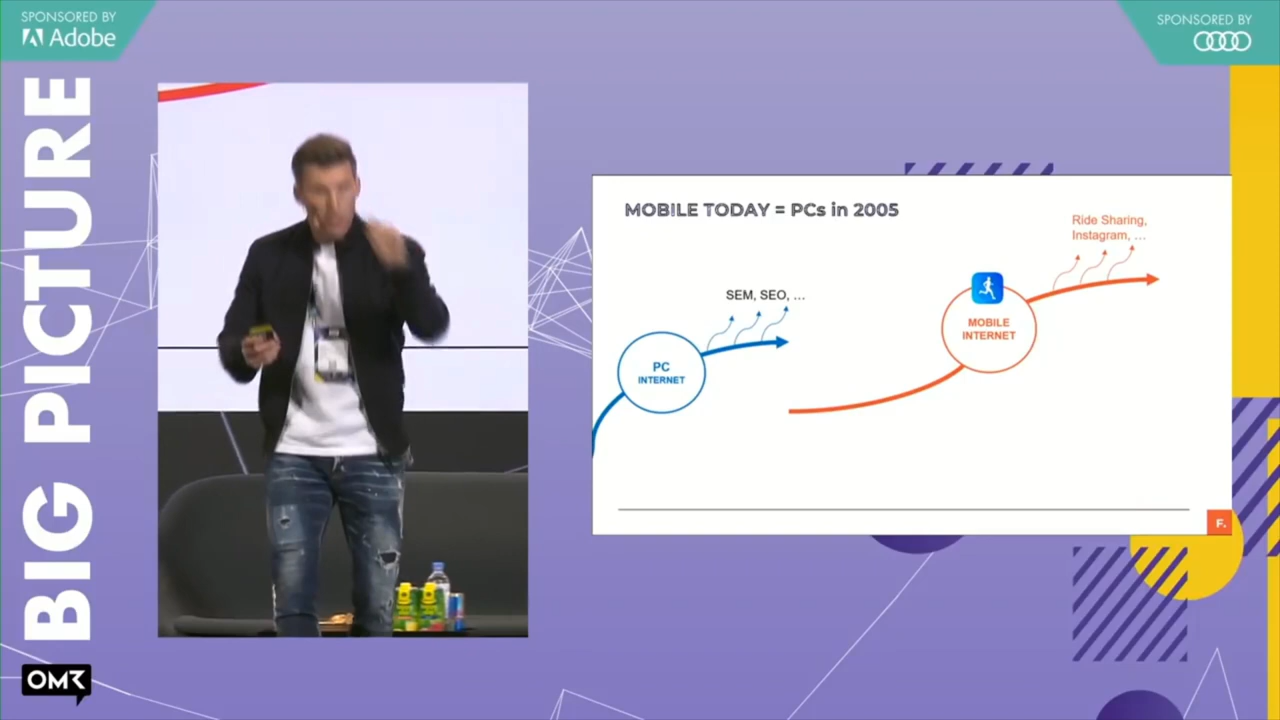 SPONSORED BY
Adobe
SPONSORED BY
BIG PICTURE
OMR
MOBILE TODAY = PCs in 2005
Ride Sharing,
Instagram, ...
SEM, SEO, ...
MOBILE
INTERNET
PC
INTERNET
F.